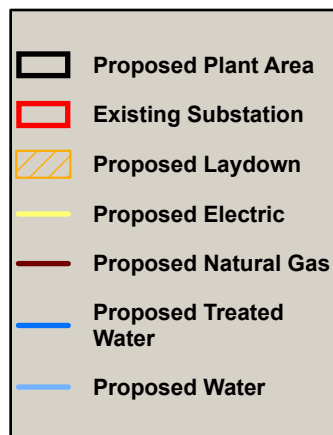 Proposed Plant Area
Existing Substation
Proposed Laydown
Proposed Electric
Proposed Natural Gas
Proposed Treated
Water
Proposed Water